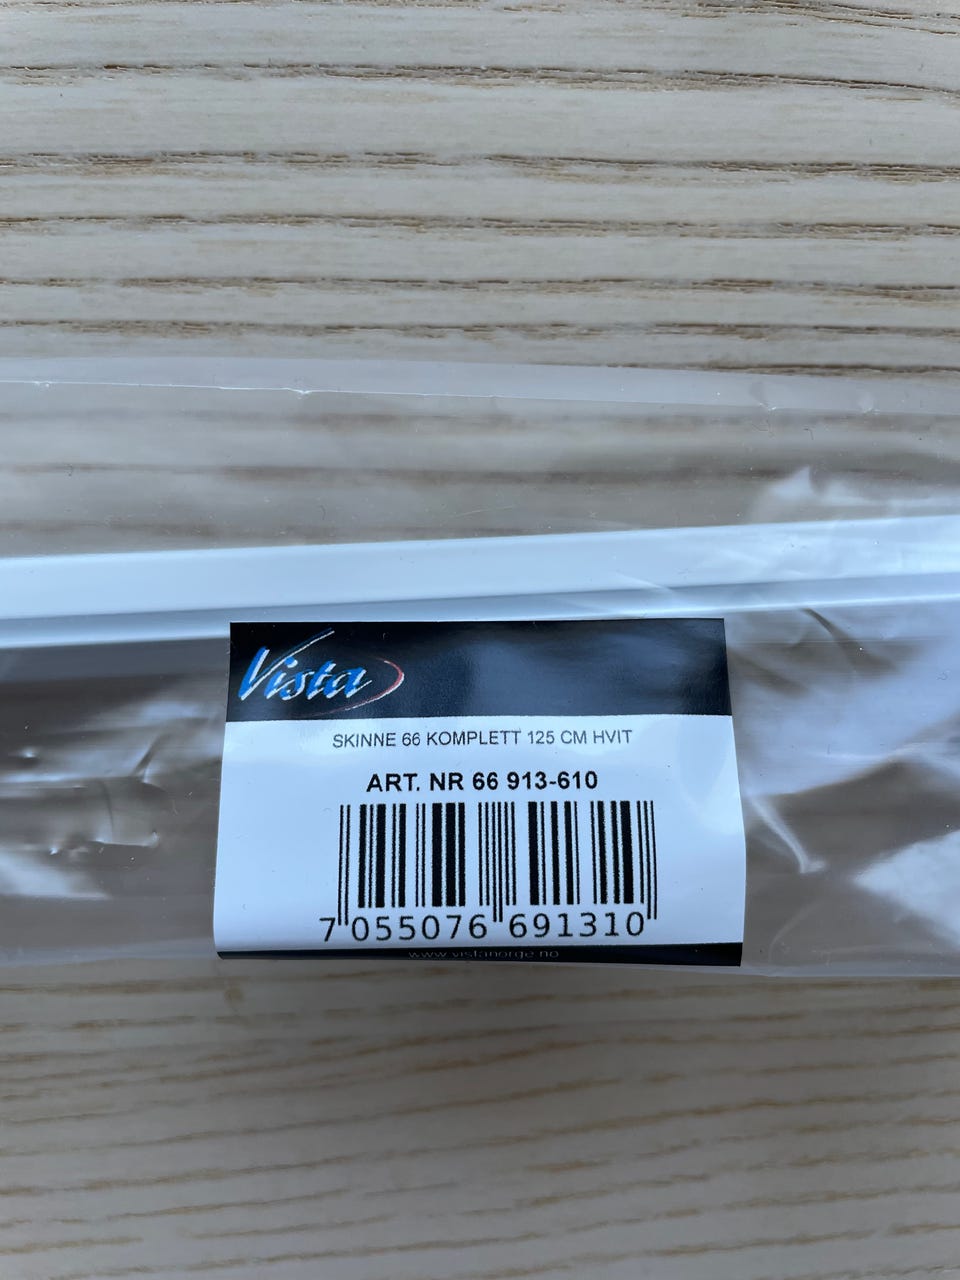 Vista
SKINNE 66 KOMPLETT 125 CM HVIT
ART. NR 66 913-610
7 055076 691310
www.vistanorge.no